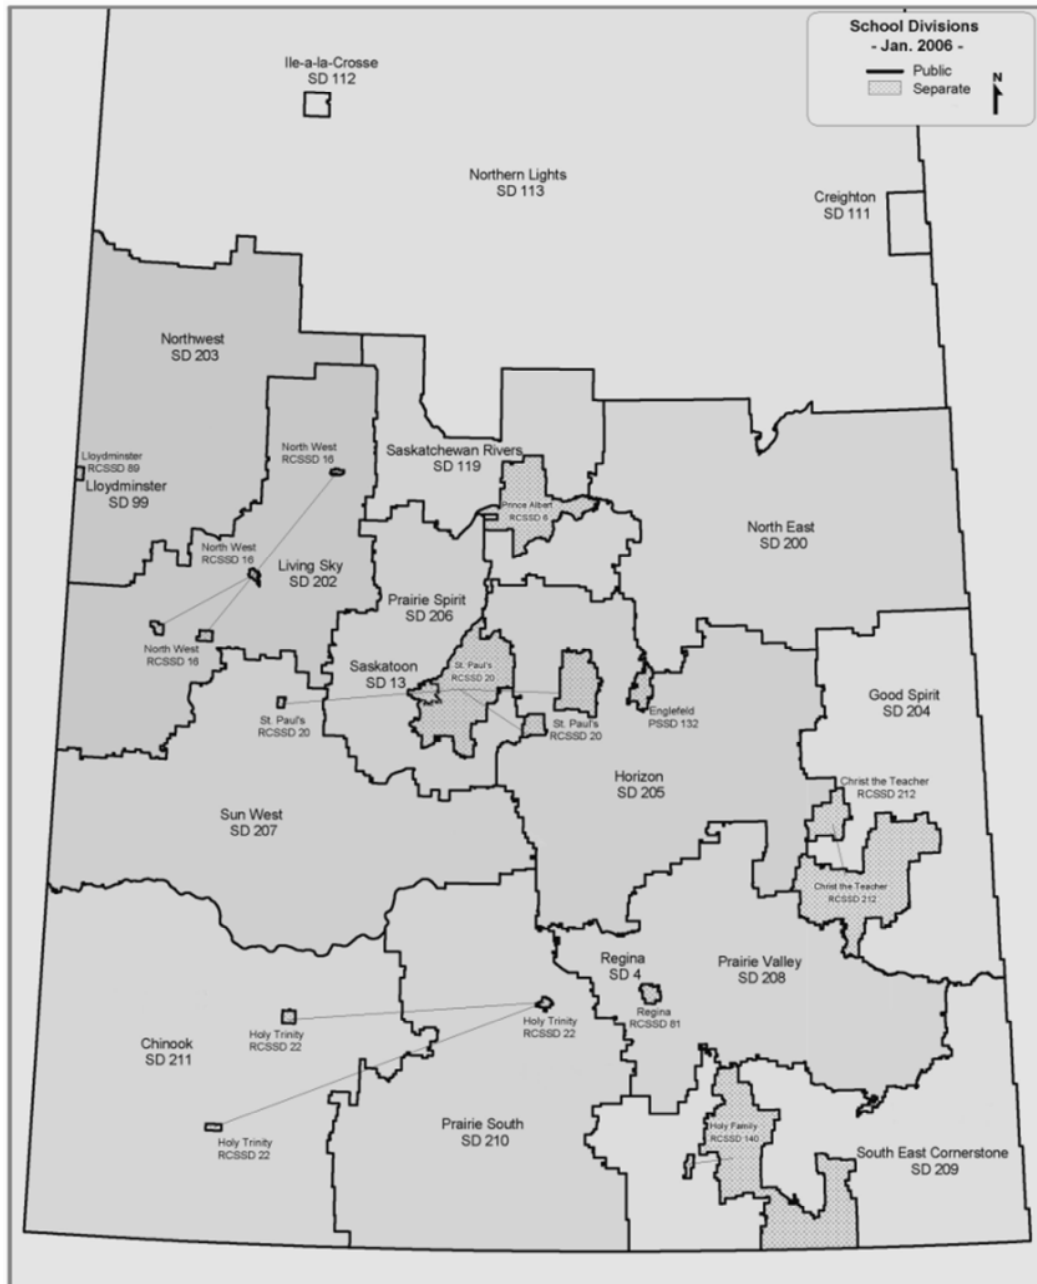 School Divisions
- Jan. 2006 -
Public
Separate
N
Ile-a-la-Crosse
SD 112
Northern Lights
SD 113
Creighton
SD 111
Northwest
SD 203
Lloydminster
RCSSD 89
Lloydminster
SD 99
North West
RCSSD 16
Saskatchewan Rivers
SD 119
Prince Albert
RCSSD 6
North East
SD 200
North West
RCSSD 16
Living Sky
SD 202
Prairie Spirit
SD 206
North West
RCSSD 16
Saskatoon
SD 13
St. Paul's
RCSSD 20
St. Paul's
RCSSD 20
St. Paul's
RCSSD 20
Englefeld
PSSD 132
Good Spirit
SD 204
Horizon
SD 205
Christ the Teacher
RCSSD 212
Sun West
SD 207
Christ the Teacher
RCSSD 212
Regina
SD 4
Prairie Valley
SD 208
Regina
RCSSD 81
Holy Trinity
RCSSD 22
Holy Trinity
RCSSD 22
Chinook
SD 211
Holy Trinity
RCSSD 22
Prairie South
SD 210
Holy Family
RCSSD 140
South East Cornerstone
SD 209